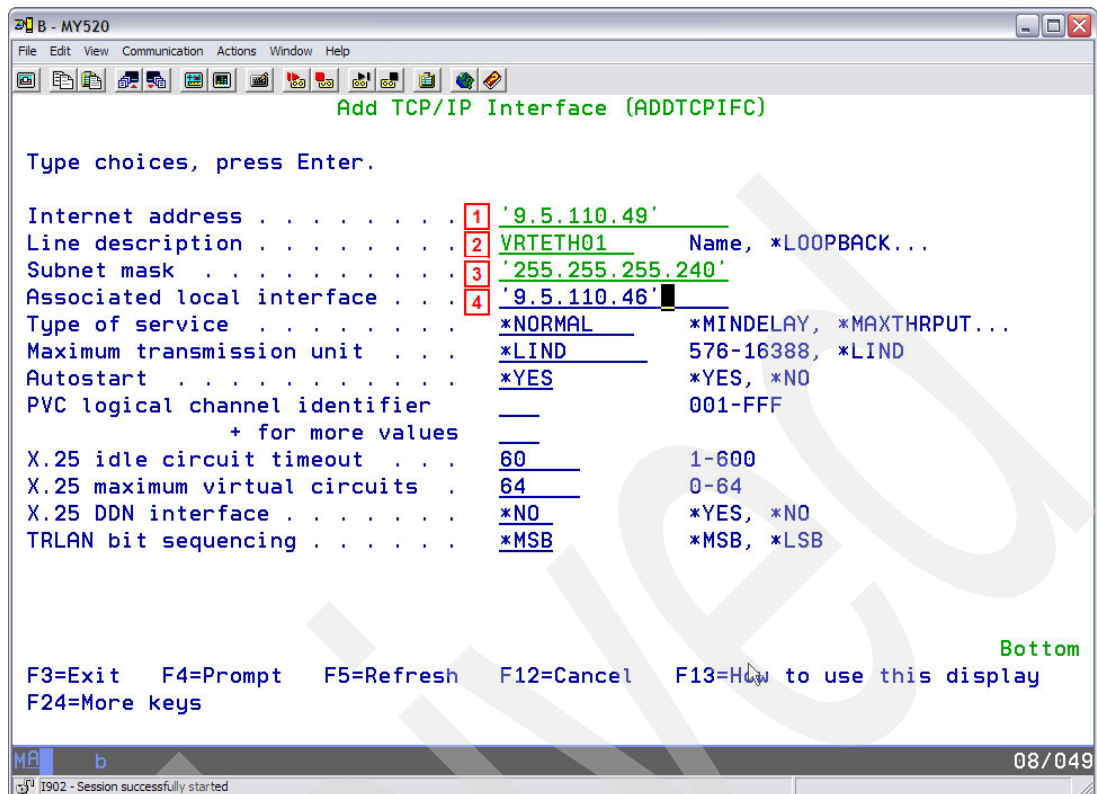 B - MY520
File Edit View Communication Actions Window Help
Add TCP/IP Interface (ADDTCPIFC)
Type choices, press Enter.
Internet address . . . . . . . . 1 '9.5.110.49'
Line description . . . . . . . . 2 VRTETH01 Name, *LOOPBACK...
Subnet mask . . . . . . . . . . 3 '255.255.255.240'
Associated local interface . . . 4 '9.5.110.46'
Type of service . . . . . . . . *NORMAL *MINDELAY, *MAXTHRPUT...
Maximum transmission unit . . . *LIND 576-16388, *LIND
Autostart . . . . . . . . . . . *YES *YES, *NO
PVC logical channel identifier 001-FFF
+ for more values
X.25 idle circuit timeout . . . 60 1-600
X.25 maximum virtual circuits . 64 0-64
X.25 DDN interface . . . . . . . *NO *YES, *NO
TRLAN bit sequencing . . . . . . *MSB *MSB, *LSB
Bottom
F3=Exit F4=Prompt F5=Refresh F12=Cancel F13=How to use this display
F24=More keys
MA b 08/049
I902 - Session successfully started